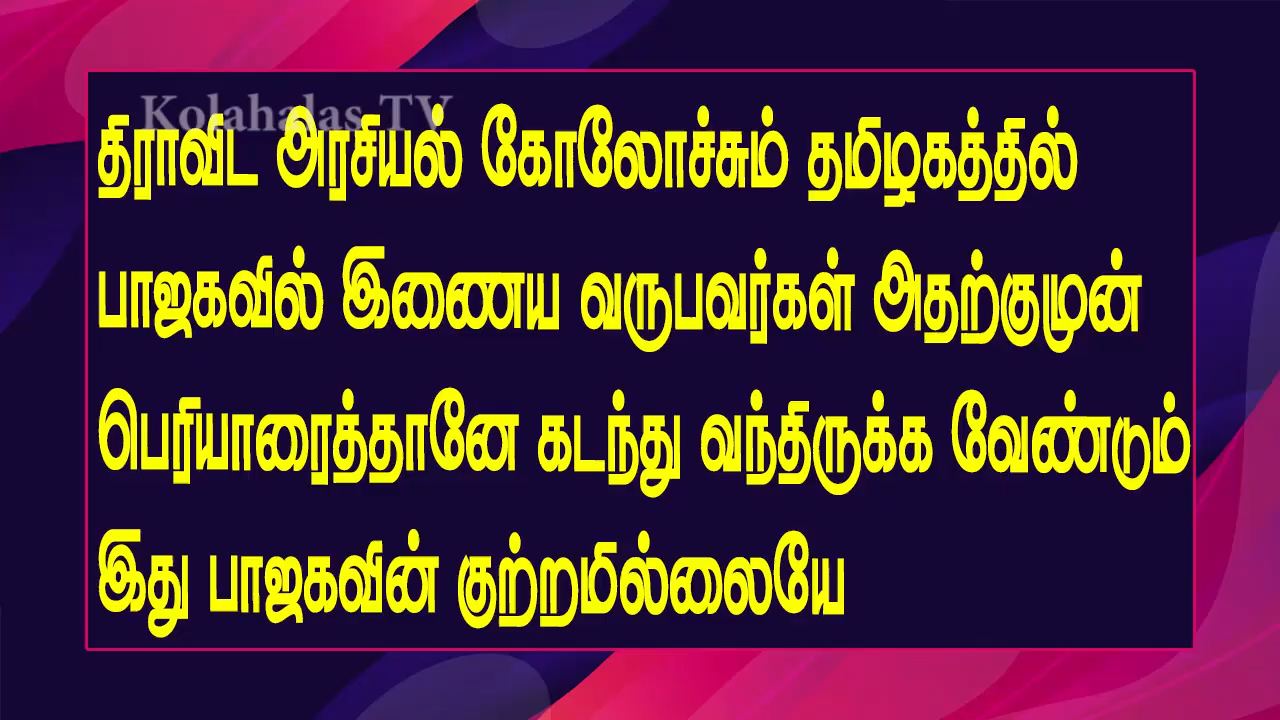 Kolahalas TV
திராவிட அரசியல் கோலோச்சும் தமிழகத்தில்
பாஜகவில் இணைய வருபவர்கள் அதற்குமுன்
பெரியாரைத்தானே கடந்து வந்திருக்க வேண்டும்
இது பாஜகவின் குற்றமில்லையே